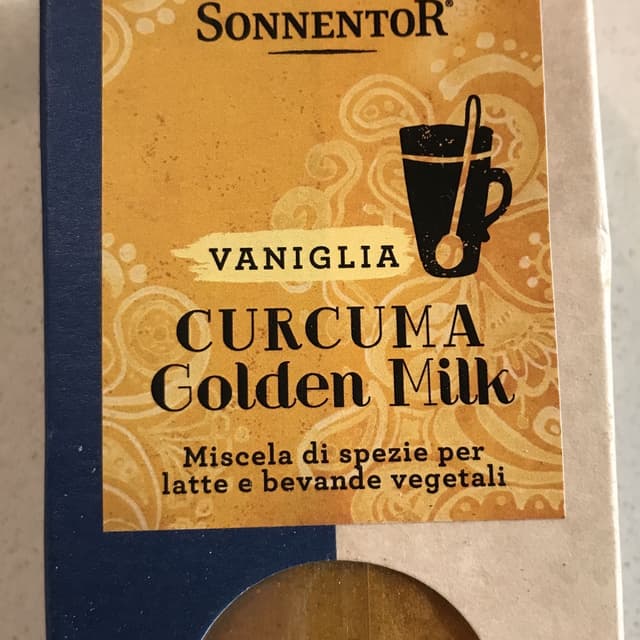 SONNENTOR®
VANIGLIA
CURCUMA
Golden Milk
Miscela di spezie per
latte e bevande vegetali